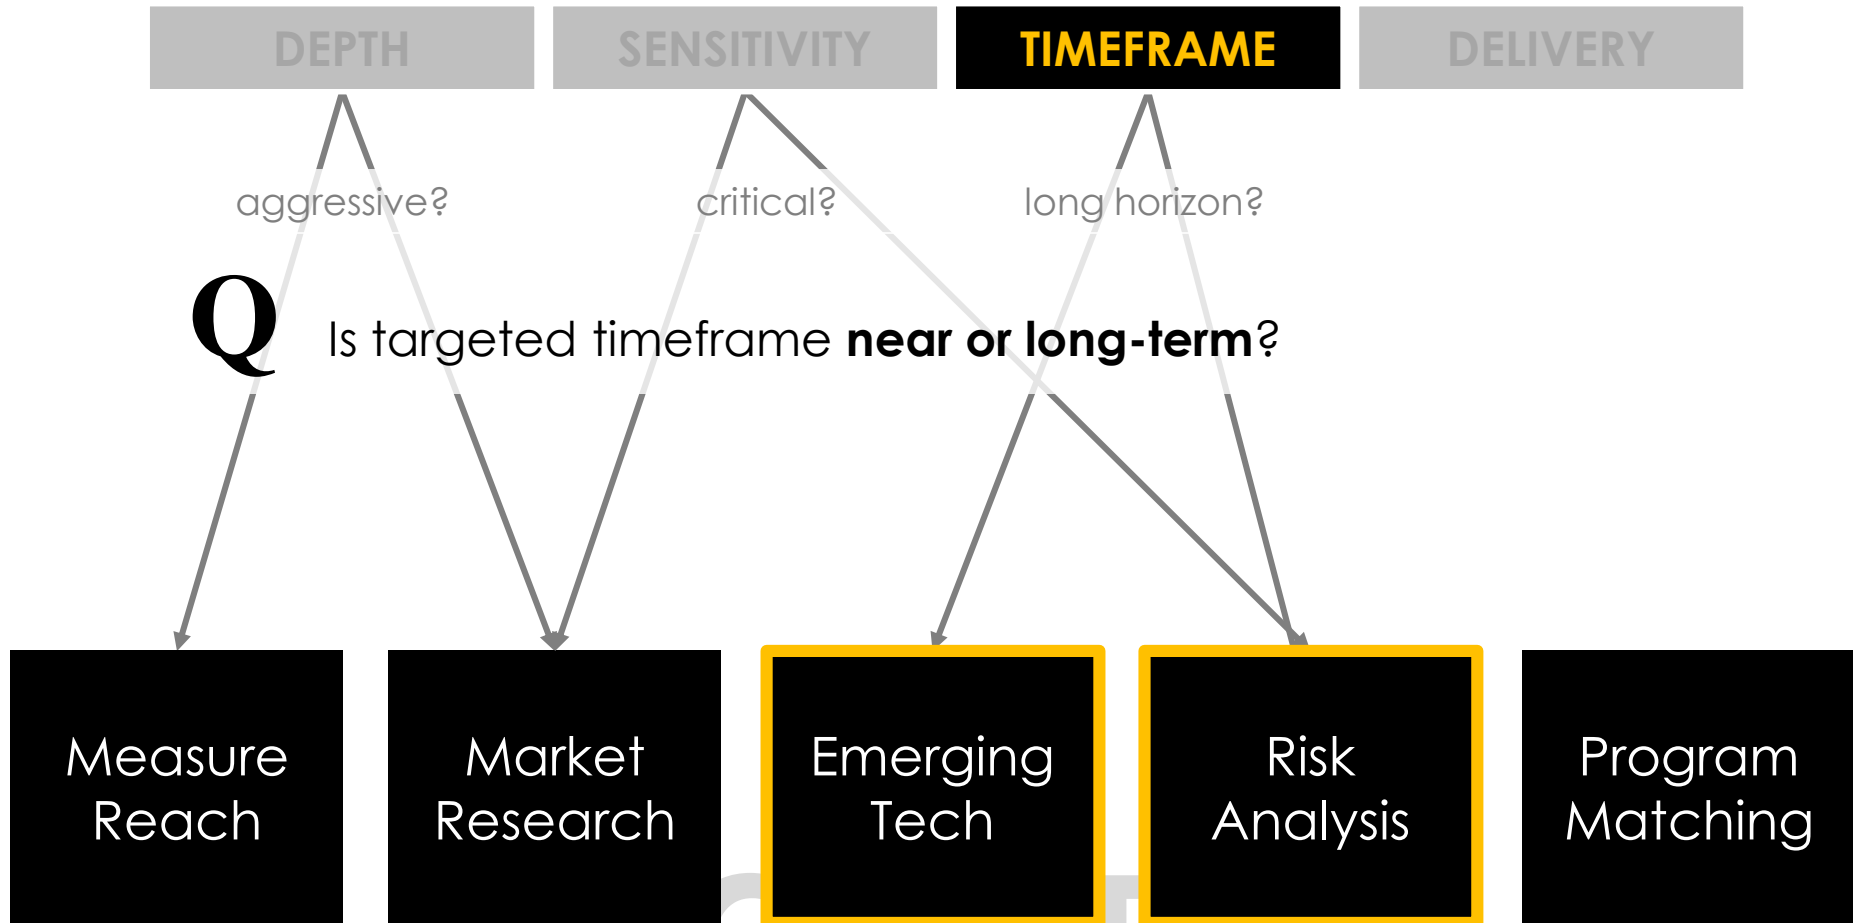 DEPTH
SENSITIVITY
TIMEFRAME
DELIVERY
aggressive?
critical?
long horizon?
Q
Is targeted timeframe near or long-term?
Measure
Reach
Market
Research
Emerging
Tech
Risk
Analysis
Program
Matching